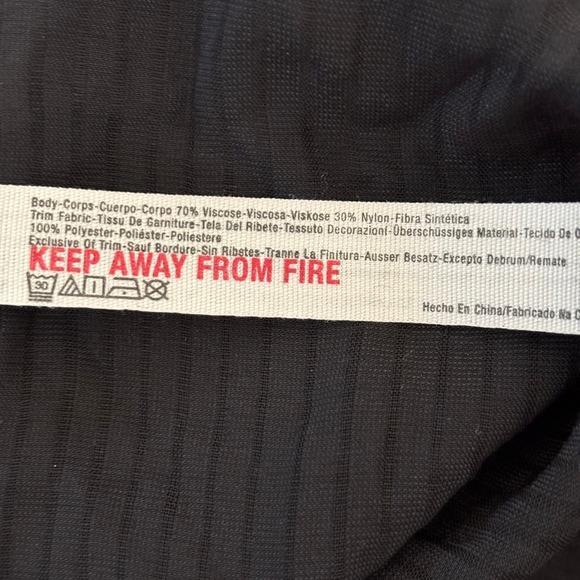 Body-Corps-Cuerpo-Corpo 70% Viscose-Viscosa-Viskose 30% Nylon-Fibra Sintética
Trim Fabric-Tissu De Garniture-Tela Del Ribete-Tessuto Decorazioni-Überschüssiges Material-Tecido De
100% Polyester-Poliéster-Poliestere
Exclusive Of Trim-Sauf Bordure-Sin Ribetes-Tranne La Finitura-Ausser Besatz-Excepto Debrum/Remate
KEEP AWAY FROM FIRE
30
Hecho En China/Fabricado Na